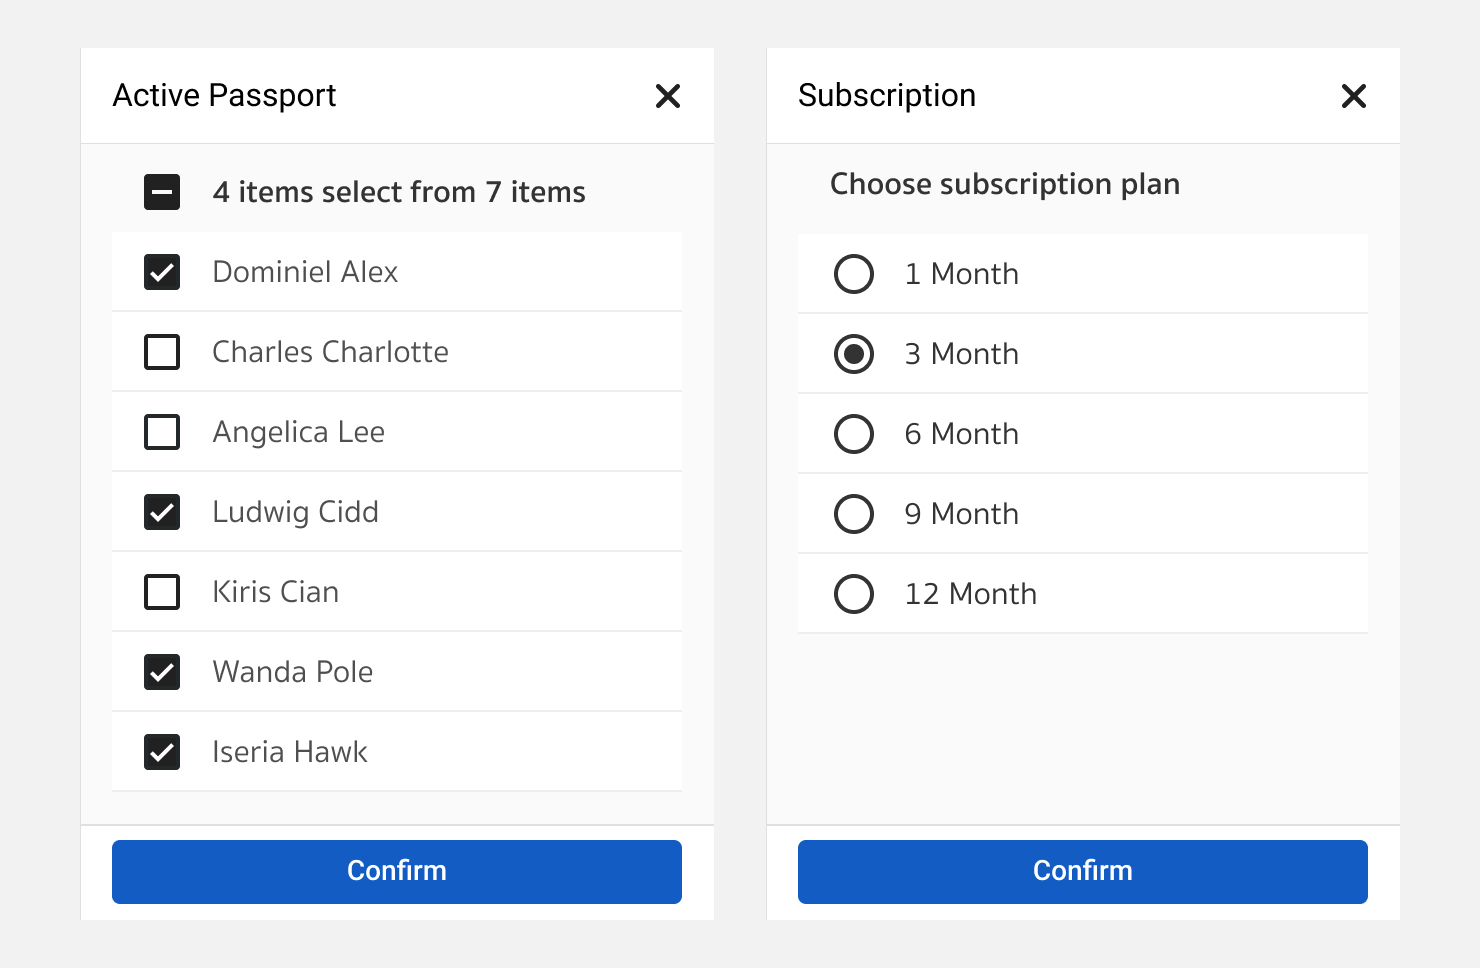 Active Passport
4 items select from 7 items
Dominiel Alex
Charles Charlotte
Angelica Lee
Ludwig Cidd
Kiris Cian
Wanda Pole
Iseria Hawk
Confirm
Subscription
Choose subscription plan
1 Month
3 Month
6 Month
9 Month
12 Month
Confirm